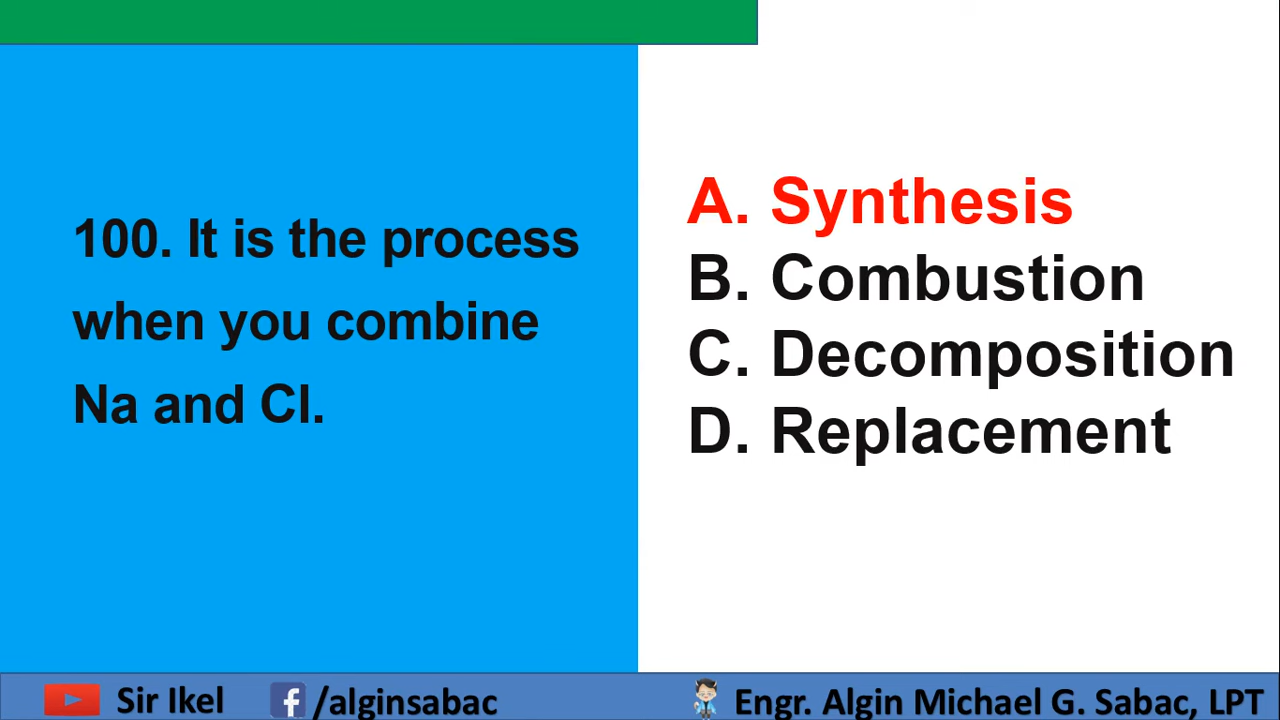 100. It is the process
when you combine
Na and Cl.
A. Synthesis
B. Combustion
C. Decomposition
D. Replacement
Sir Ikel
/alginsabac
Engr. Algin Michael G. Sabac, LPT